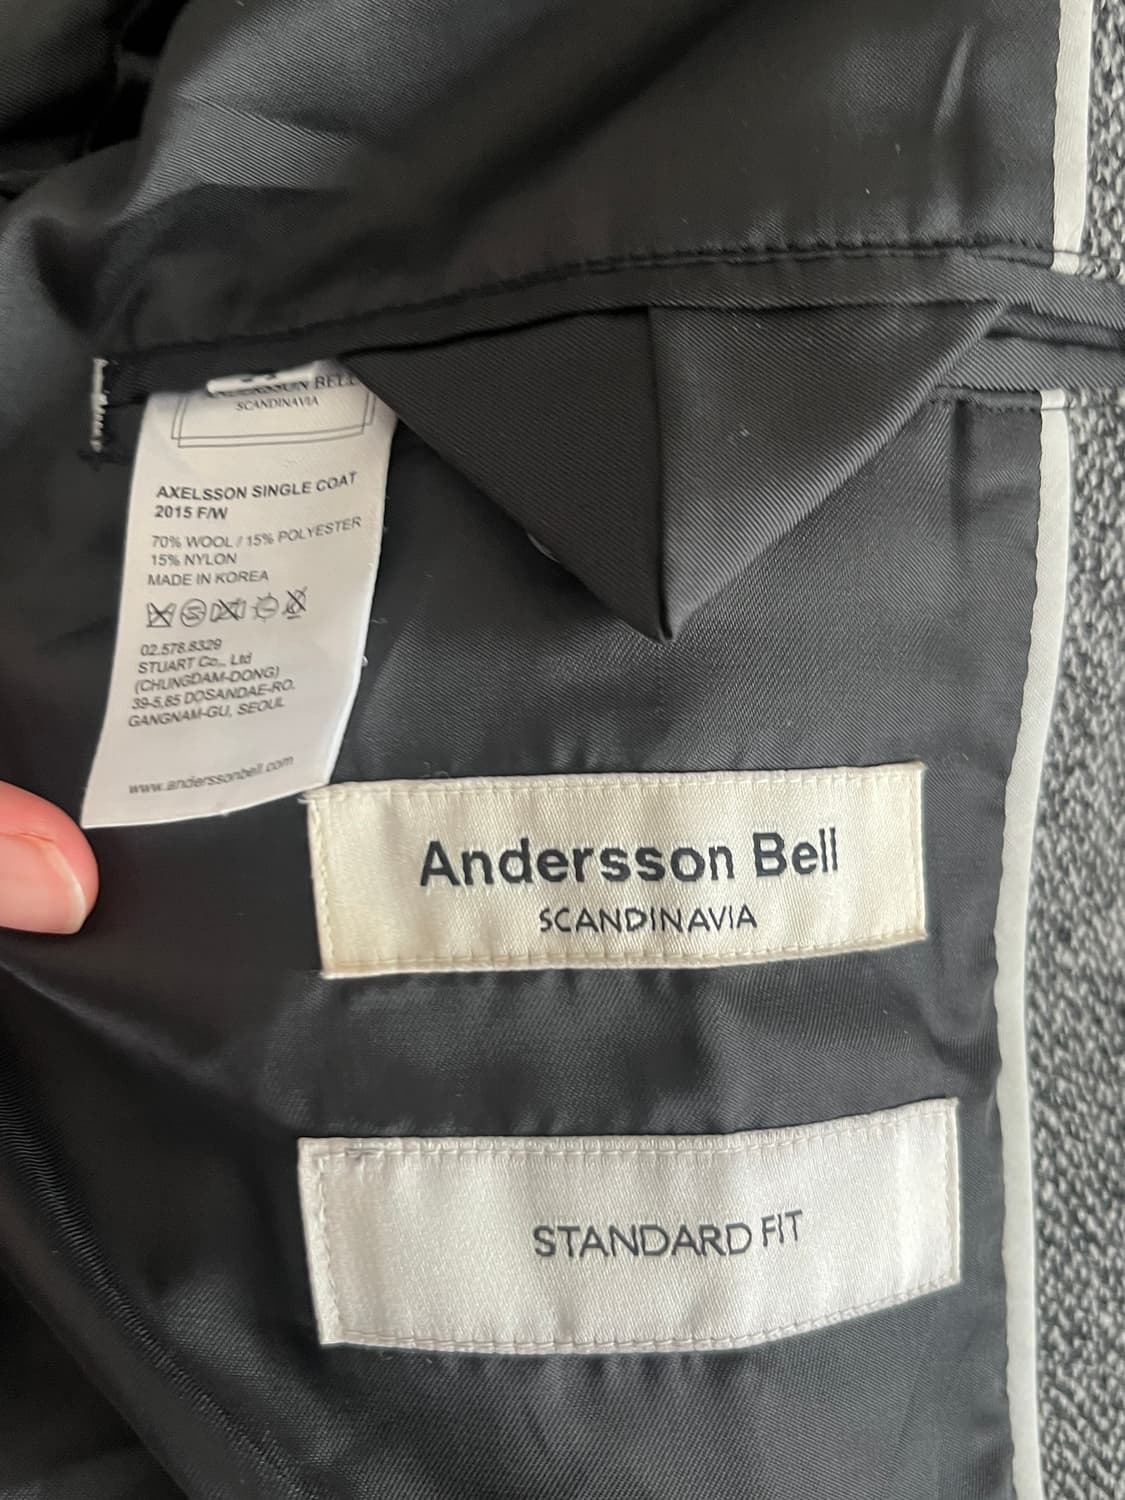 ANDERSSON BELL
SCANDINAVIA
AXELSSON SINGLE COAT
2015 F/W
70% WOOL / 15% POLYESTER
15% NYLON
MADE IN KOREA
02.578.8329
STUART Co., Ltd
(CHUNGDAM-DONG)
39-5,85 DOSANDAE-RO,
GANGNAM-GU, SEOUL
www.anderssonbell.com
Andersson Bell
SCANDINAVIA
STANDARD FIT